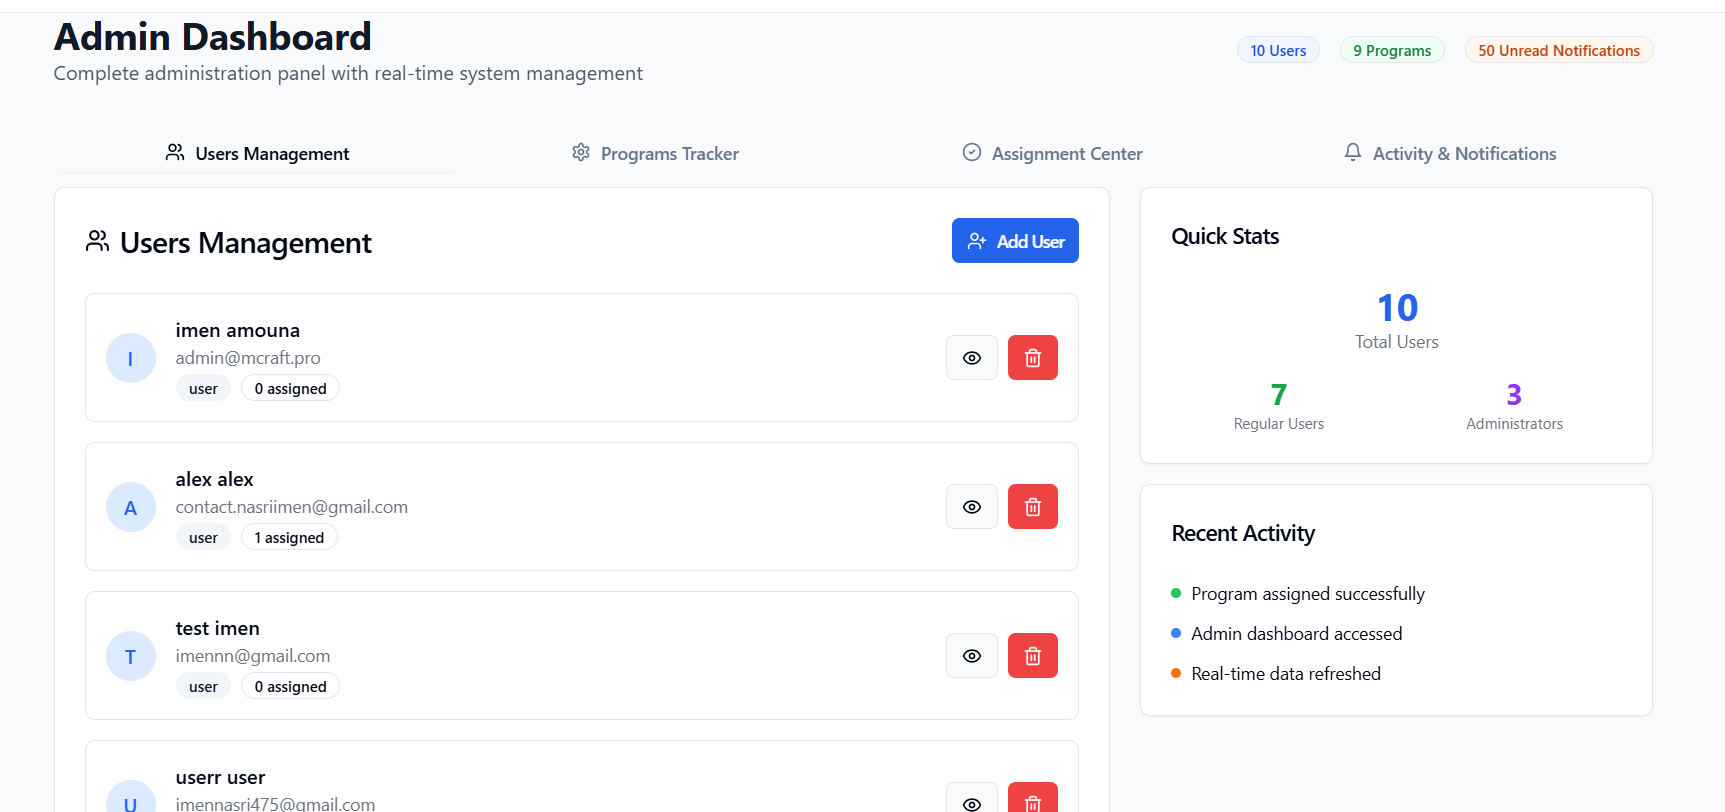 Admin Dashboard
Complete administration panel with real-time system management
10 Users
9 Programs
50 Unread Notifications
Users Management
Programs Tracker
Assignment Center
Activity & Notifications
Users Management
Add User
I
imen amouna
admin@mcraft.pro
user
0 assigned
A
alex alex
contact.nasriimen@gmail.com
user
1 assigned
T
test imen
imennn@gmail.com
user
0 assigned
U
userr user
imennasri475@gmail.com
Quick Stats
10
Total Users
7
Regular Users
3
Administrators
Recent Activity
Program assigned successfully
Admin dashboard accessed
Real-time data refreshed